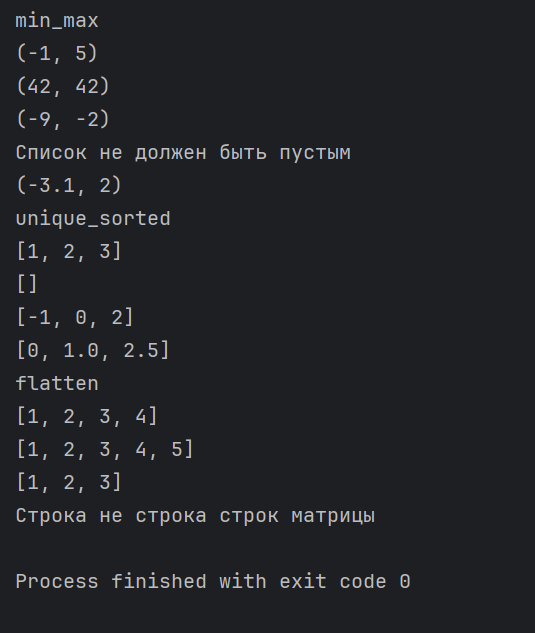 min_max
(-1, 5)
(42, 42)
(-9, -2)
Список не должен быть пустым
(-3.1, 2)
unique_sorted
[1, 2, 3]
[]
[-1, 0, 2]
[0, 1.0, 2.5]
flatten
[1, 2, 3, 4]
[1, 2, 3, 4, 5]
[1, 2, 3]
Строка не строка строк матрицы
Process finished with exit code 0